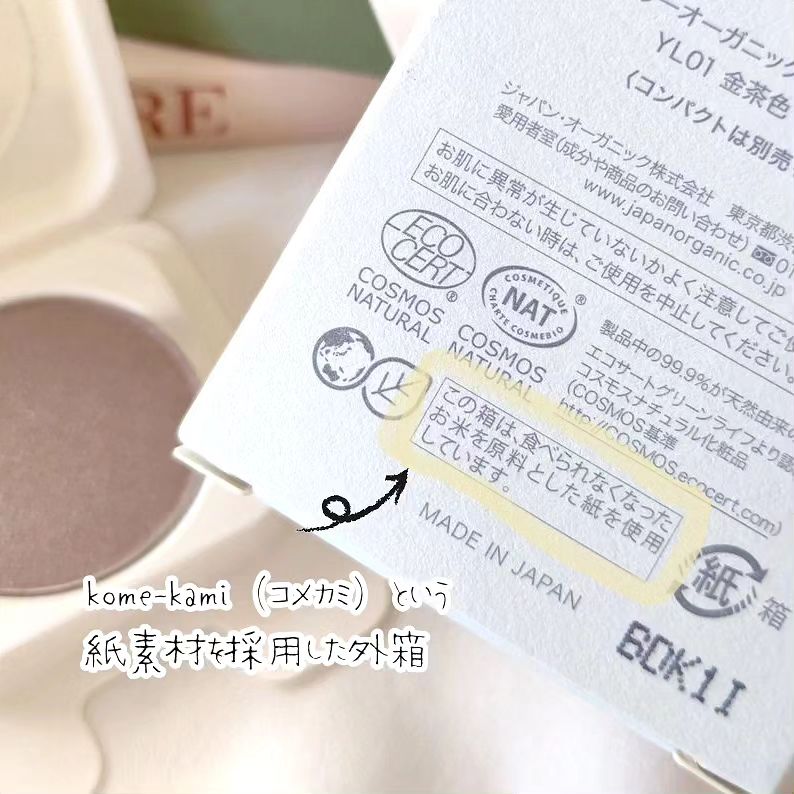 RE
ーオーガニック
YL01 金茶色
〈コンパクトは別売
ジャパン・オーガニック株式会社 東京都渋
愛用者室(成分や商品のお問い合わせ) 01
www.japanorganic.co.jp
お肌に異常が生じていないかよく注意してご使
お肌に合わない時は、ご使用を中止してください。
ECO
CERT
®
COSMOS
NATURAL
COSMETIQUE
NAT
CHARTE COSMEBIO
®
COSMOS
NATURAL
製品中の99.9%が天然由来の
エコサートグリーンライフより認
(COSMOS基準
コスモスナチュラル化粧品
http://COSMOS.ecocert.com)
この箱は、食べられなくなった
お米を原料とした紙を使用
しています。
MADE IN JAPAN
紙
箱
6DK1I
kome-kami (コメカミ) という
紙素材を採用した外箱